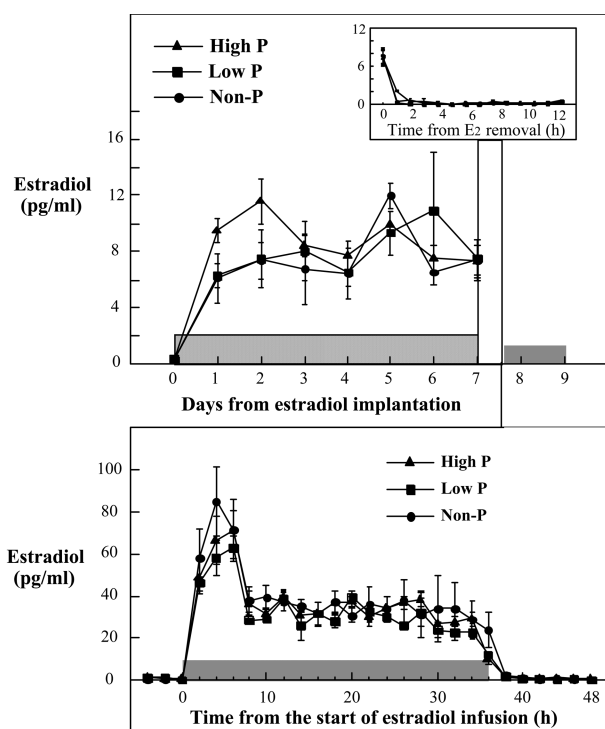 High P
Low P
Non-P
12
8
4
0
0 2 4 6 8 10 12
Time from E2 removal (h)
Estradiol
(pg/ml)
16
12
8
4
0
0 1 2 3 4 5 6 7 8 9
Days from estradiol implantation
High P
Low P
Non-P
Estradiol
(pg/ml)
100
80
60
40
20
0
0 10 20 30 40 48
Time from the start of estradiol infusion (h)